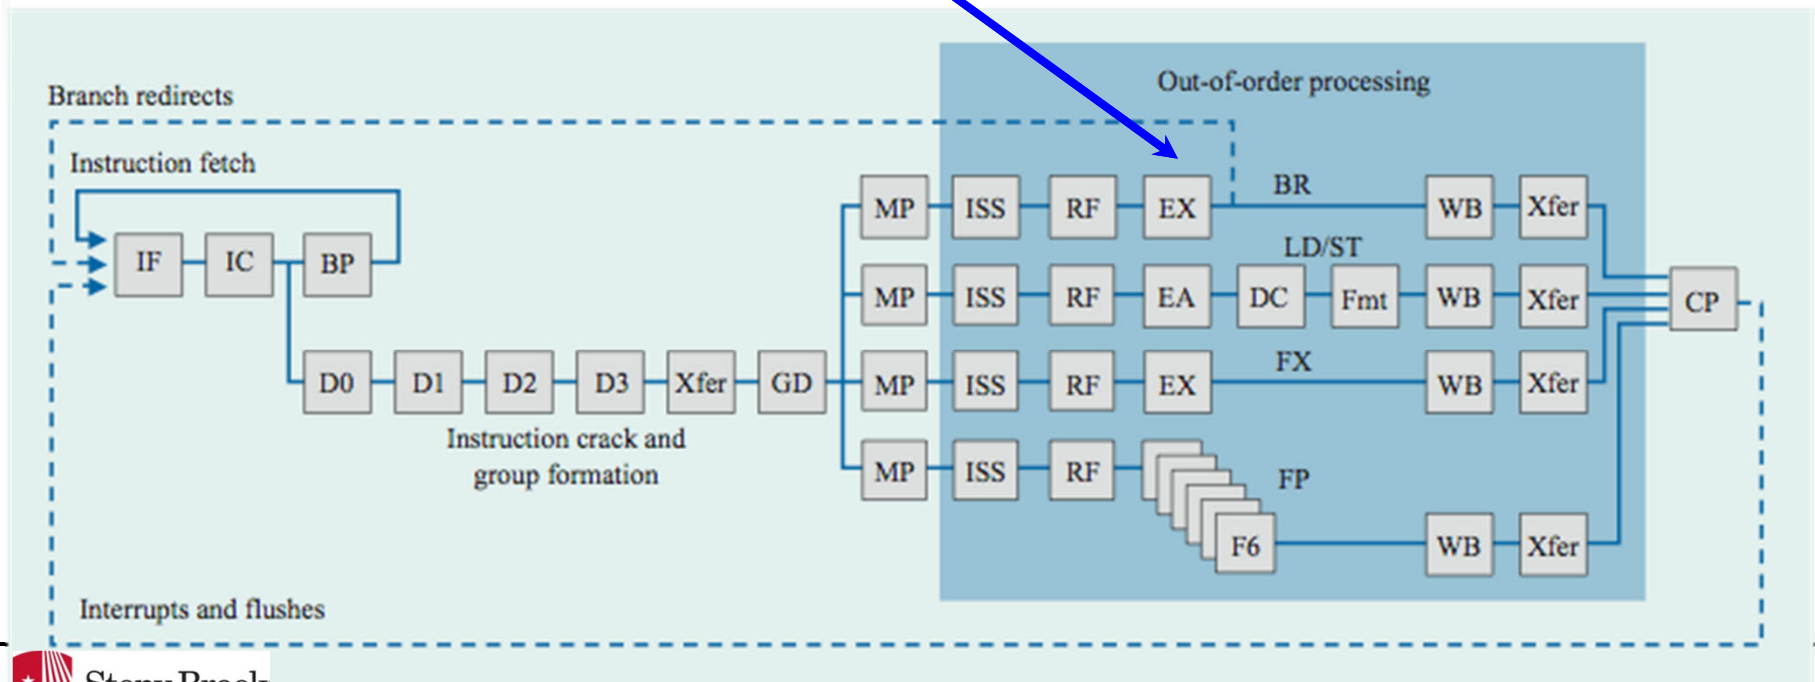 Out-of-order processing
Branch redirects
Instruction fetch
IF IC BP
MP ISS RF EX BR WB Xfer
LD/ST
MP ISS RF EA DC Fmt WB Xfer
CP
D0 D1 D2 D3 Xfer GD
MP ISS RF EX FX WB Xfer
Instruction crack and
group formation
MP ISS RF FP
F6 WB Xfer
Interrupts and flushes
Stony Brook